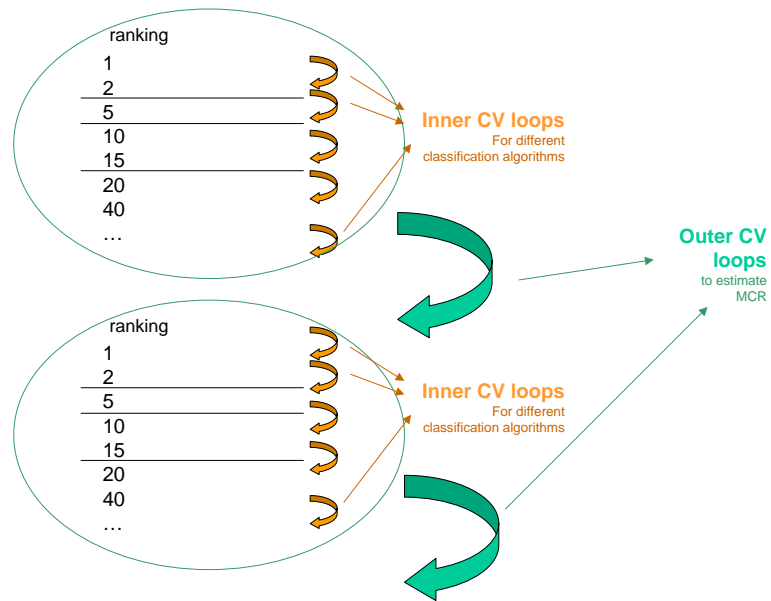 ranking
1
2
5
10
15
20
40
…
Inner CV loops
For different
classification algorithms
Outer CV
loops
to estimate
MCR
ranking
1
2
5
10
15
20
40
…
Inner CV loops
For different
classification algorithms